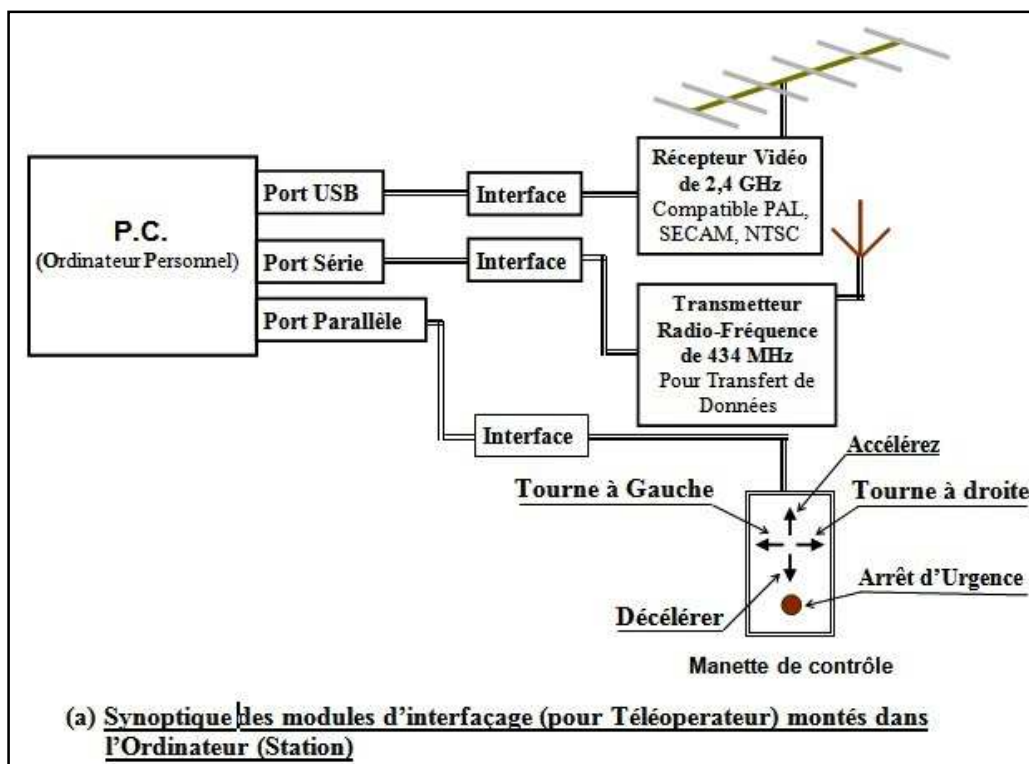 P.C.
(Ordinateur Personnel)
Port USB
Port Série
Port Parallèle
Interface
Interface
Interface
Récepteur Vidéo
de 2,4 GHz
Compatible PAL,
SECAM, NTSC
Transmetteur
Radio-Fréquence
de 434 MHz
Pour Transfert de
Données
Accélérez
Tourne à Gauche
Tourne à droite
Arrêt d’Urgence
Décélérer
Manette de contrôle
(a) Synoptique des modules d’interfaçage (pour Téléoperateur) montés dans
l’Ordinateur (Station)